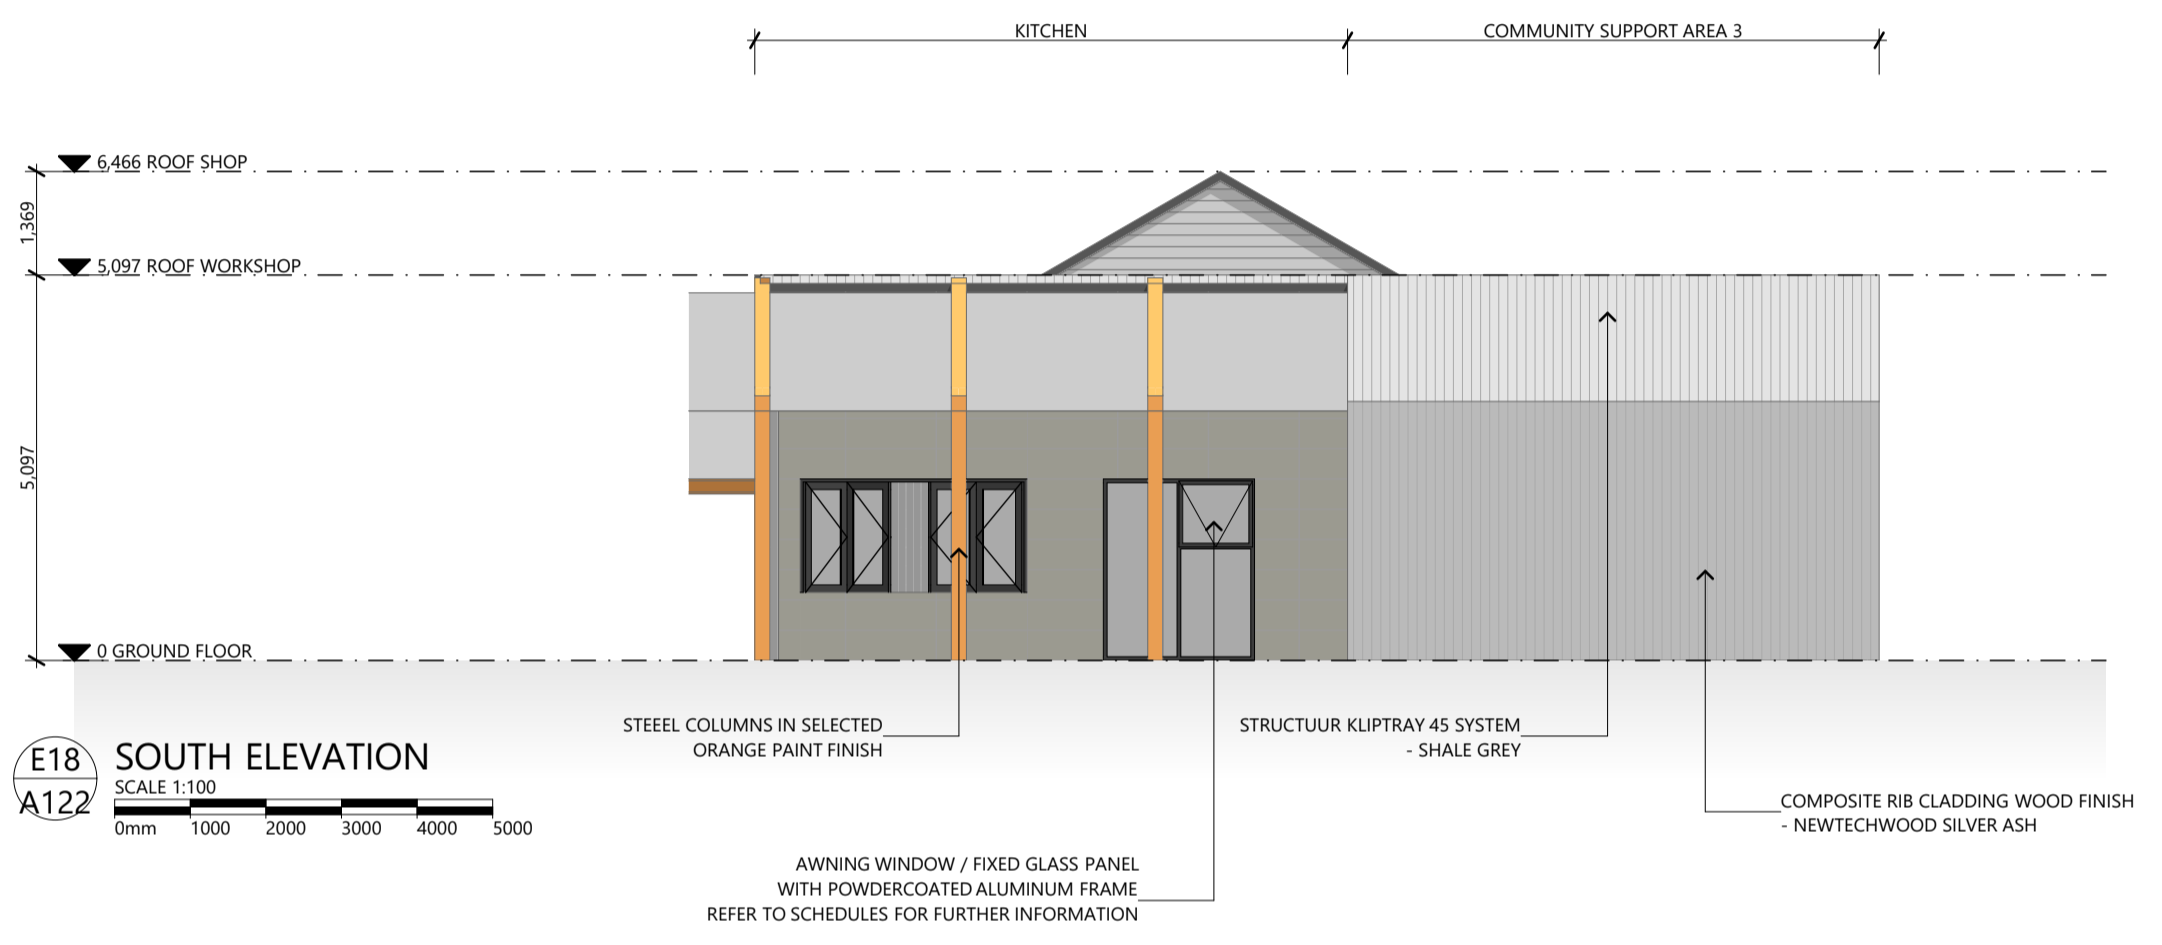 KITCHEN
COMMUNITY SUPPORT AREA 3
6,466 ROOF SHOP
1,369
5,097 ROOF WORKSHOP
5,097
0 GROUND FLOOR
STEEEL COLUMNS IN SELECTED
ORANGE PAINT FINISH
STRUCTUUR KLIPTRAY 45 SYSTEM
- SHALE GREY
E18
A122
SOUTH ELEVATION
SCALE 1:100
0mm 1000 2000 3000 4000 5000
COMPOSITE RIB CLADDING WOOD FINISH
- NEWTECHWOOD SILVER ASH
AWNING WINDOW / FIXED GLASS PANEL
WITH POWDERCOATED ALUMINUM FRAME
REFER TO SCHEDULES FOR FURTHER INFORMATION